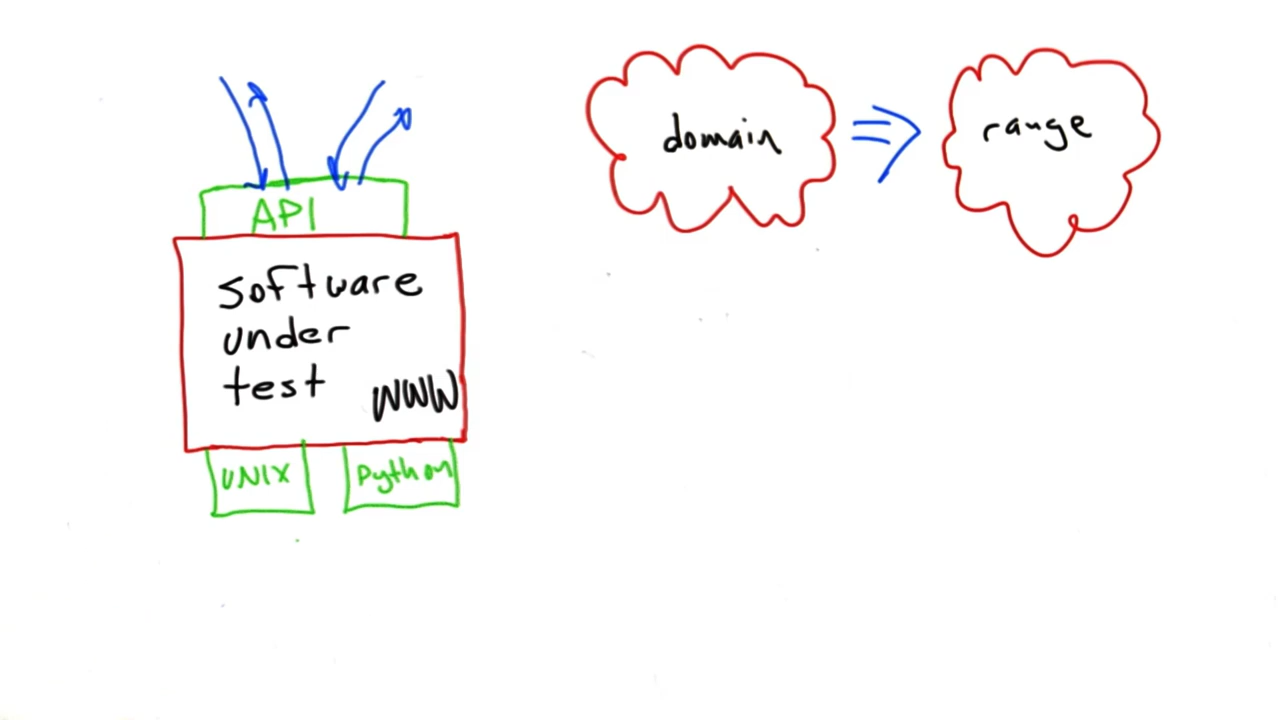 API
software
under
test
WWW
UNIX
Python
domain
range